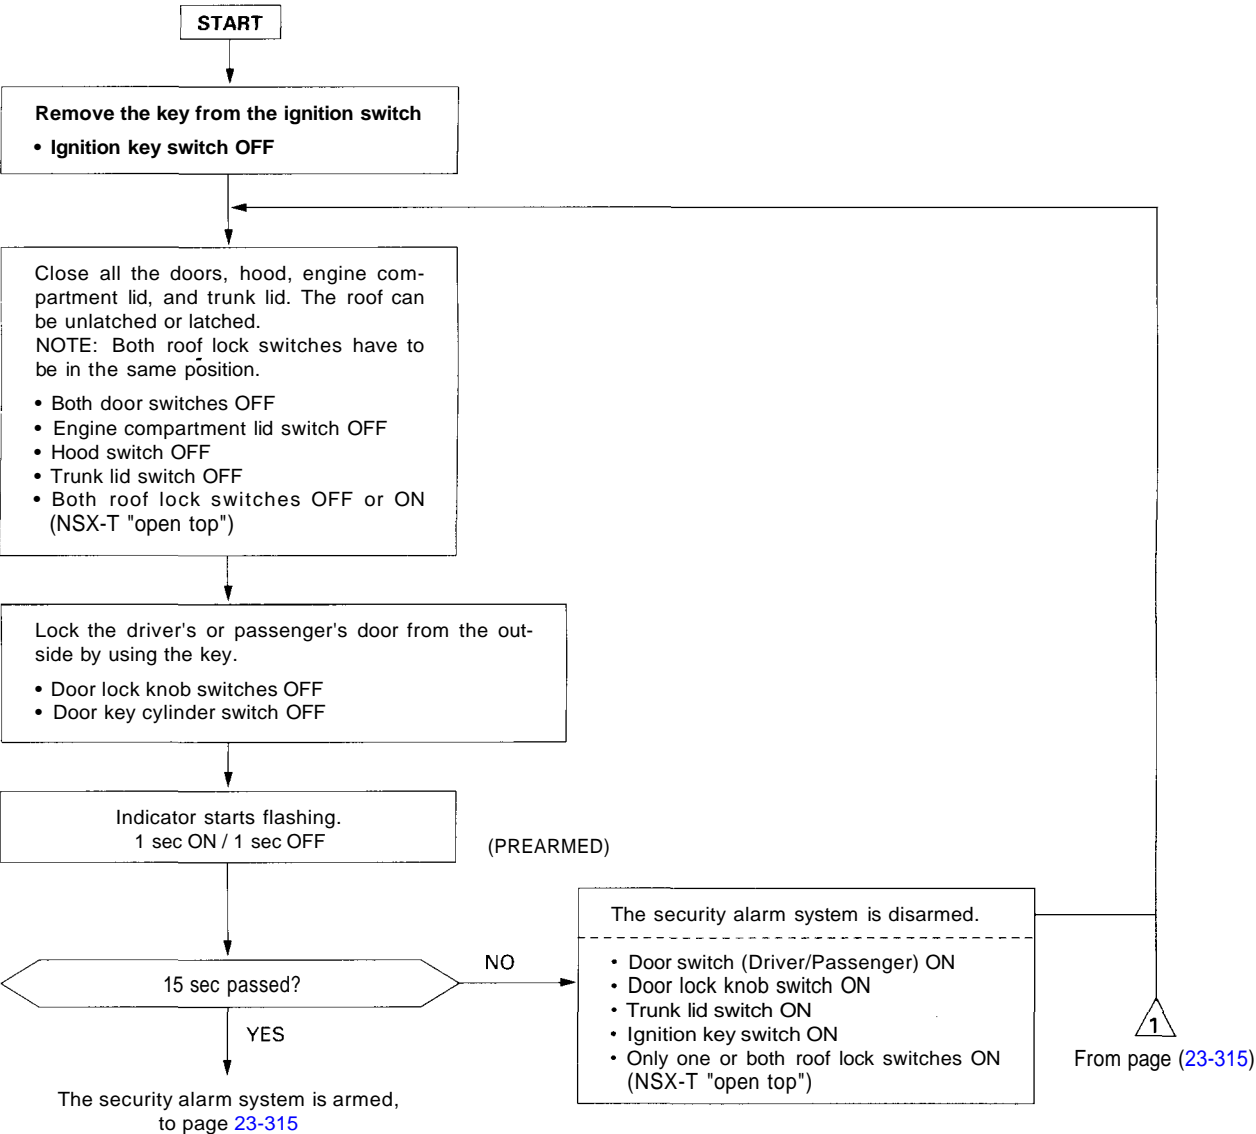 START
Remove the key from the ignition switch
• Ignition key switch OFF
Close all the doors, hood, engine com-
partment lid, and trunk lid. The roof can
be unlatched or latched.
NOTE: Both roof lock switches have to
be in the same position.
• Both door switches OFF
• Engine compartment lid switch OFF
• Hood switch OFF
• Trunk lid switch OFF
• Both roof lock switches OFF or ON
(NSX-T "open top")
Lock the driver's or passenger's door from the out-
side by using the key.
• Door lock knob switches OFF
• Door key cylinder switch OFF
Indicator starts flashing.
1 sec ON / 1 sec OFF
(PREARMED)
15 sec passed?
NO
YES
The security alarm system is disarmed.
• Door switch (Driver/Passenger) ON
• Door lock knob switch ON
• Trunk lid switch ON
• Ignition key switch ON
• Only one or both roof lock switches ON
(NSX-T "open top")
1
From page (23-315)
The security alarm system is armed,
to page 23-315